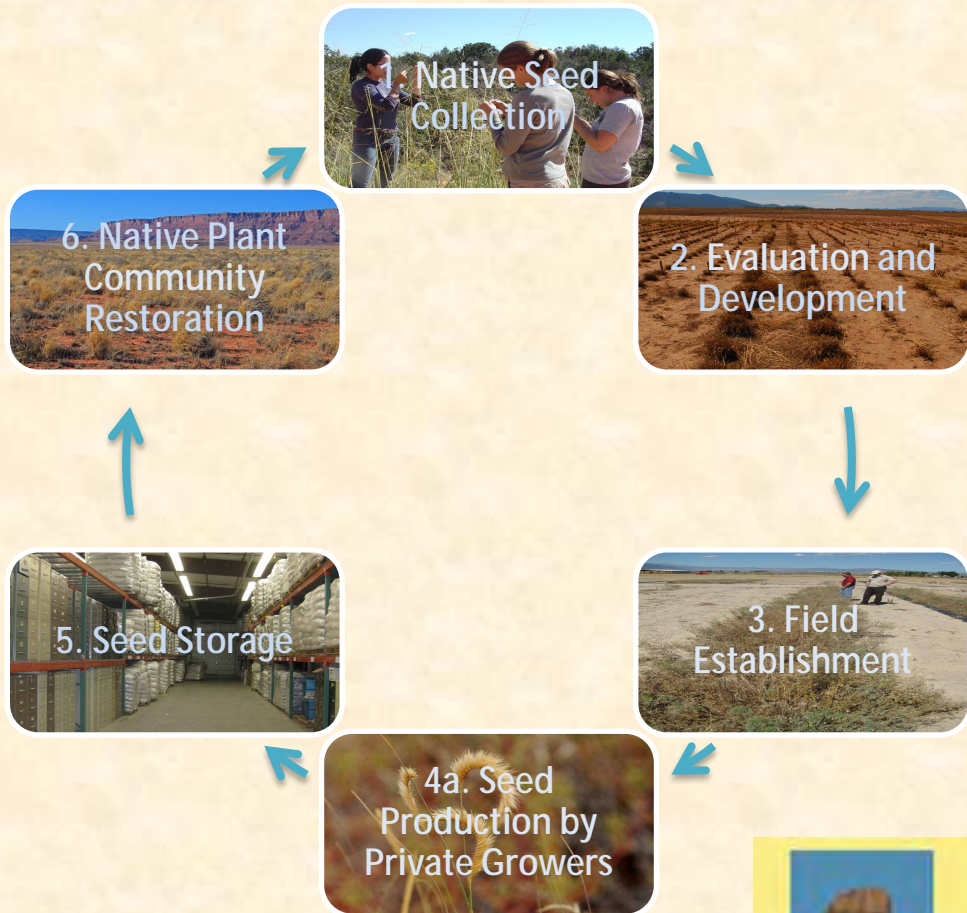 1. Native Seed
Collection
2. Evaluation and
Development
3. Field
Establishment
4a. Seed
Production by
Private Growers
5. Seed Storage
6. Native Plant
Community
Restoration